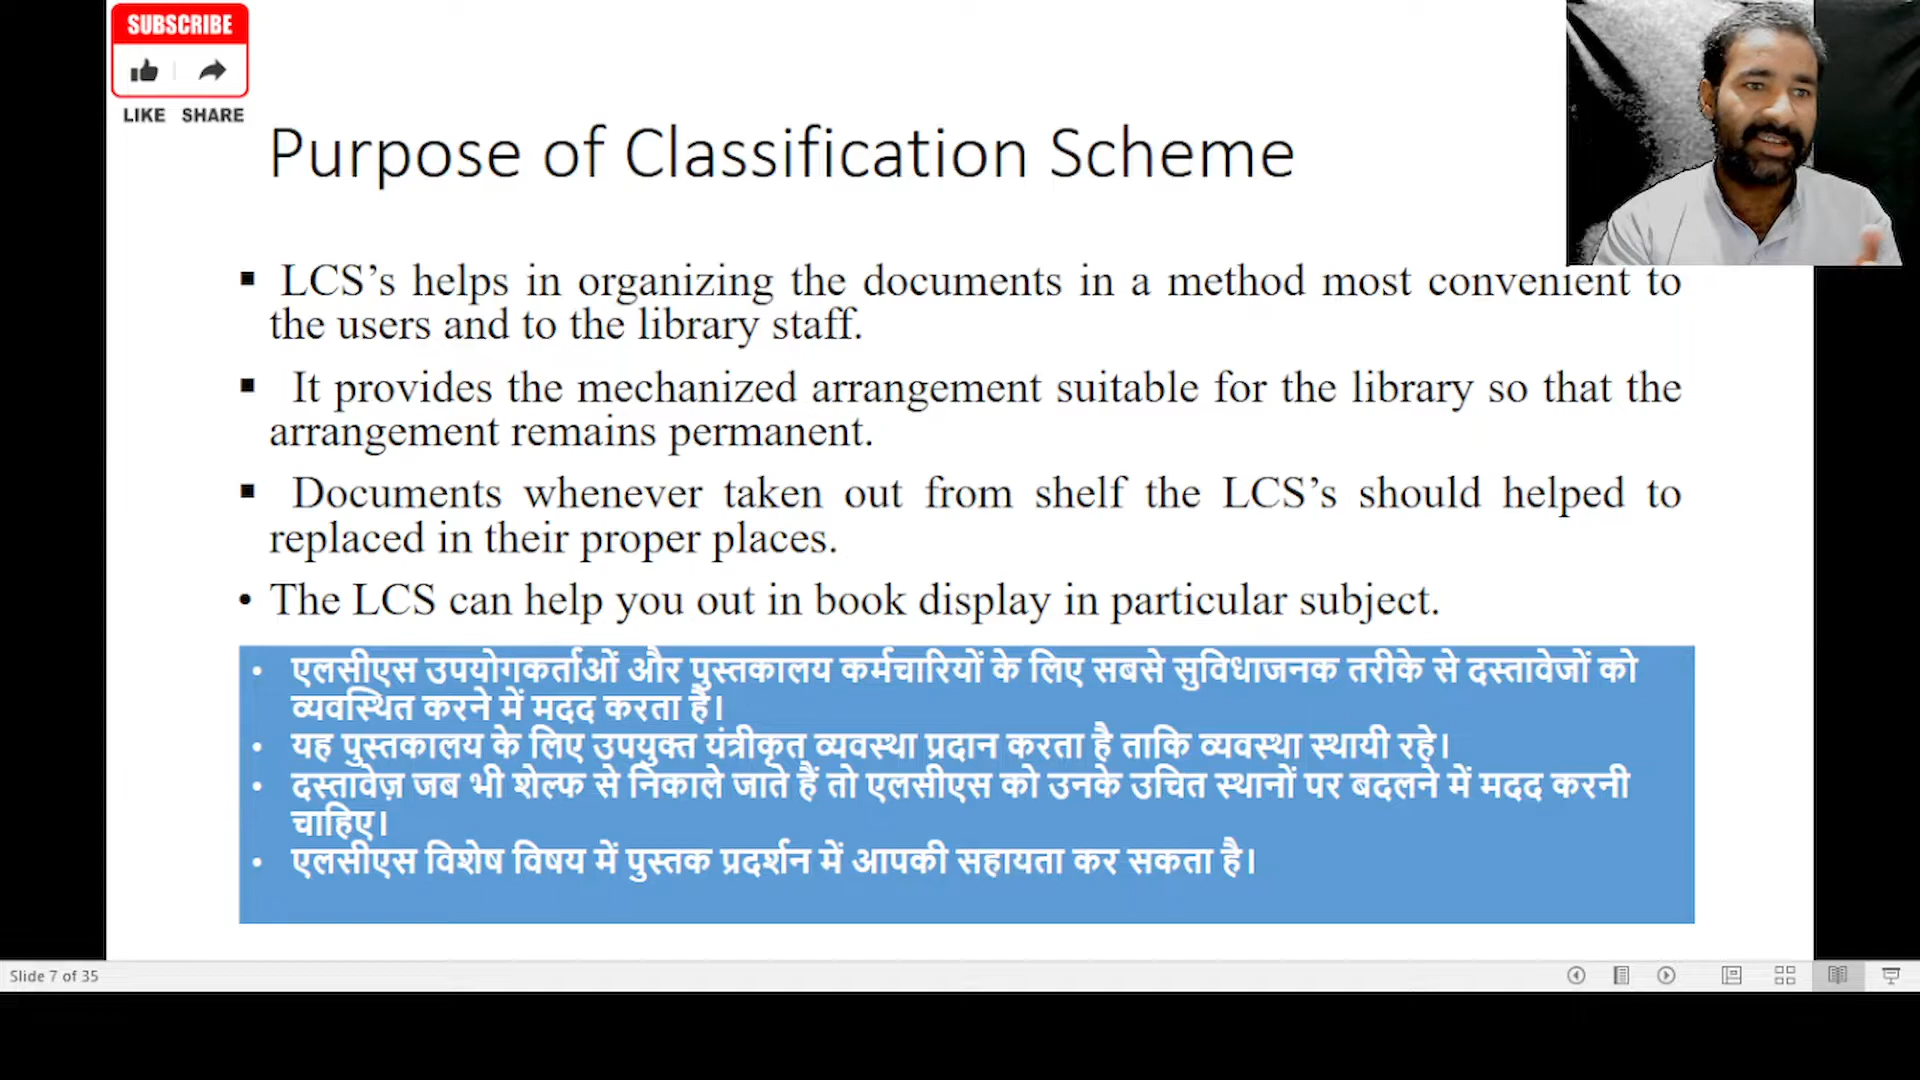 SUBSCRIBE
LIKE SHARE
Purpose of Classification Scheme
▪ LCS’s helps in organizing the documents in a method most convenient to
the users and to the library staff.
▪ It provides the mechanized arrangement suitable for the library so that the
arrangement remains permanent.
▪ Documents whenever taken out from shelf the LCS’s should helped to
replaced in their proper places.
• The LCS can help you out in book display in particular subject.
• एलसीएस उपयोगकर्ताओं और पुस्तकालय कर्मचारियों के लिए सबसे सुविधाजनक तरीके से दस्तावेजों को
व्यवस्थित करने में मदद करता है।
• यह पुस्तकालय के लिए उपयुक्त यंत्रीकृत व्यवस्था प्रदान करता है ताकि व्यवस्था स्थायी रहे।
• दस्तावेज़ जब भी शेल्फ से निकाले जाते हैं तो एलसीएस को उनके उचित स्थानों पर बदलने में मदद करनी
चाहिए।
• एलसीएस विशेष विषय में पुस्तक प्रदर्शन में आपकी सहायता कर सकता है।
Slide 7 of 35